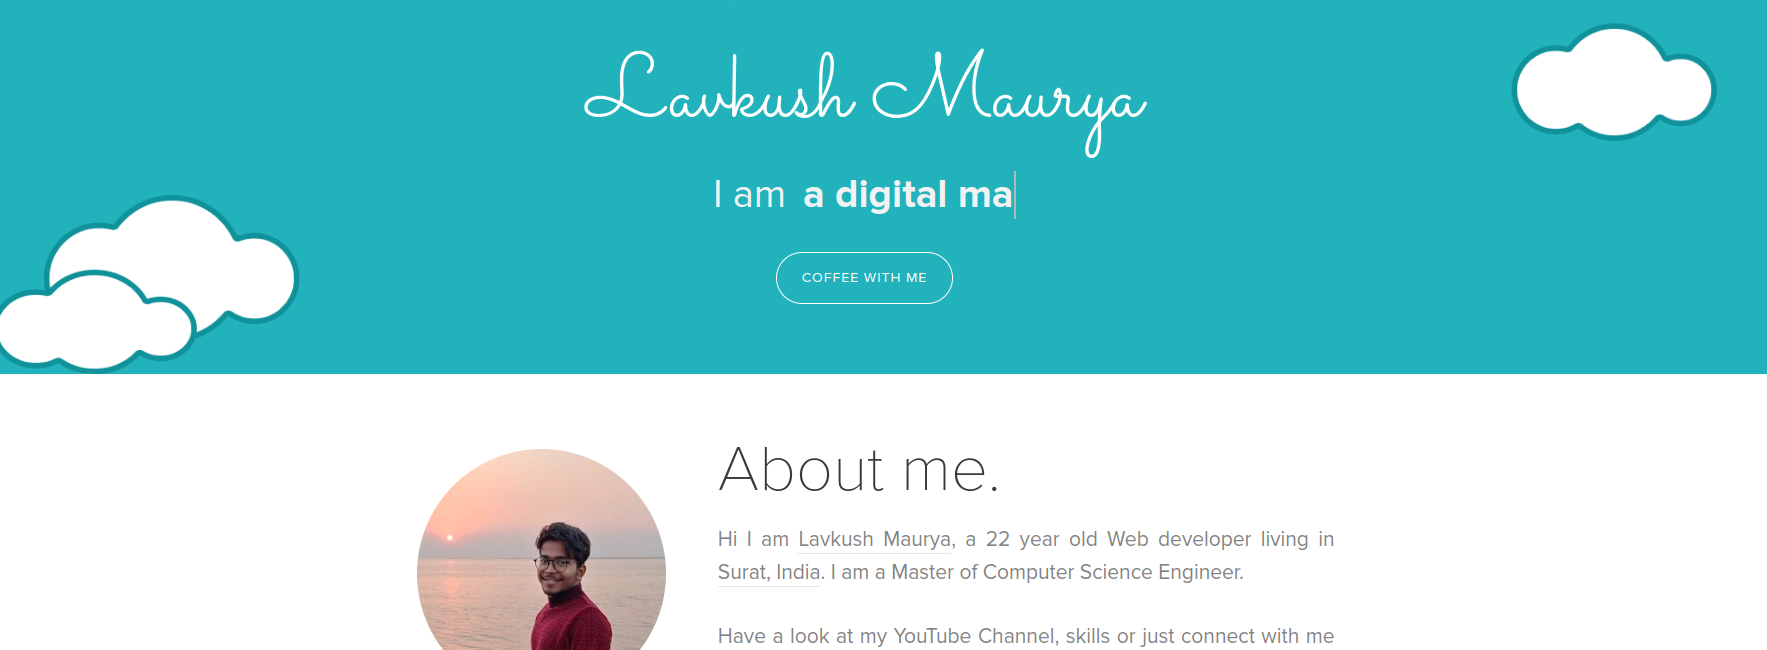 Lavkush Maurya
I am a digital ma
COFFEE WITH ME
About me.
Hi I am Lavkush Maurya, a 22 year old Web developer living in
Surat, India. I am a Master of Computer Science Engineer.
Have a look at my YouTube Channel, skills or just connect with me